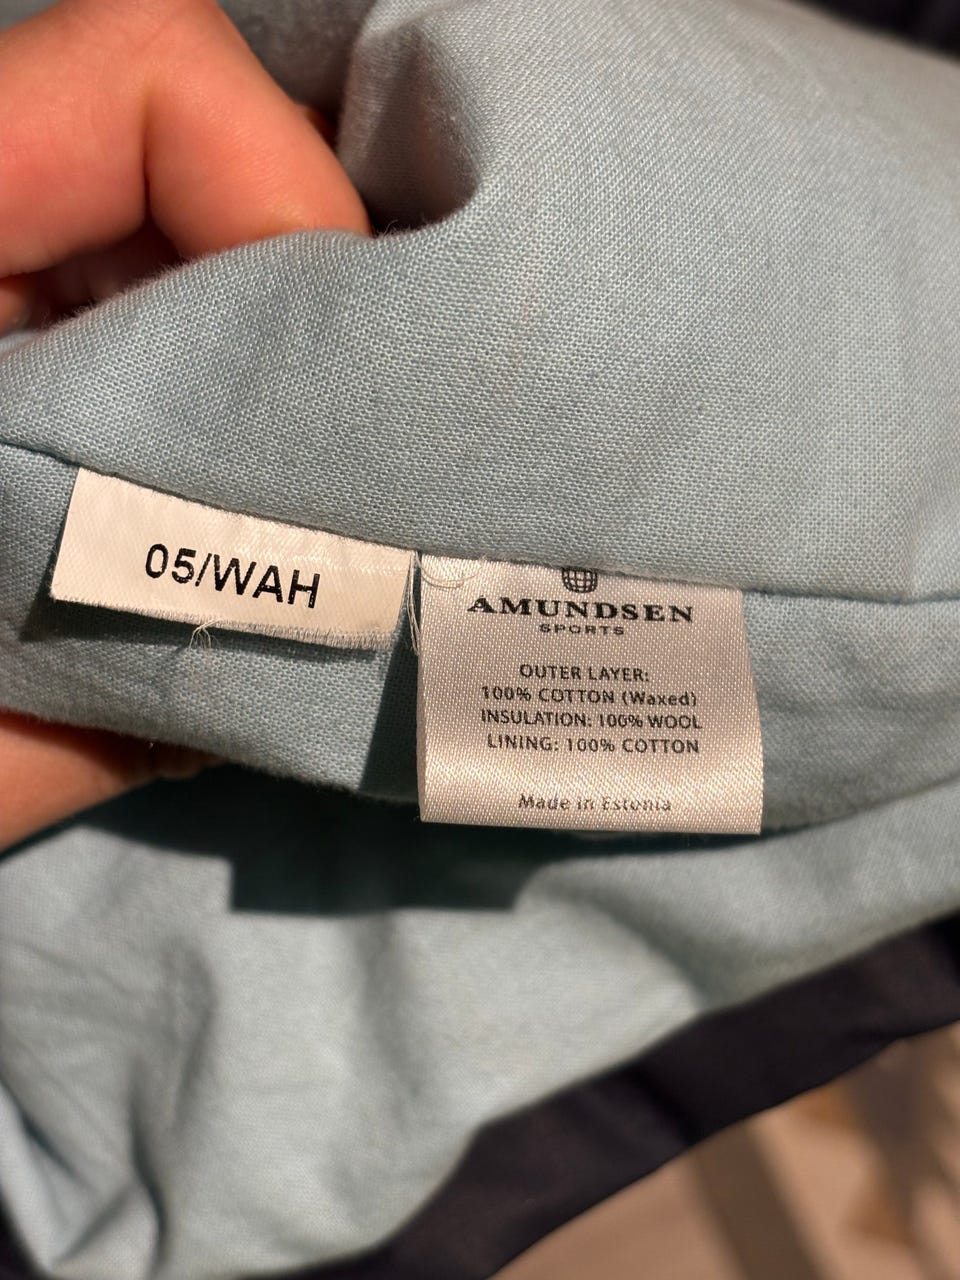 05/WAH
AMUNDSEN
SPORTS
OUTER LAYER:
100% COTTON (Waxed)
INSULATION: 100% WOOL
LINING: 100% COTTON
Made in Estonia